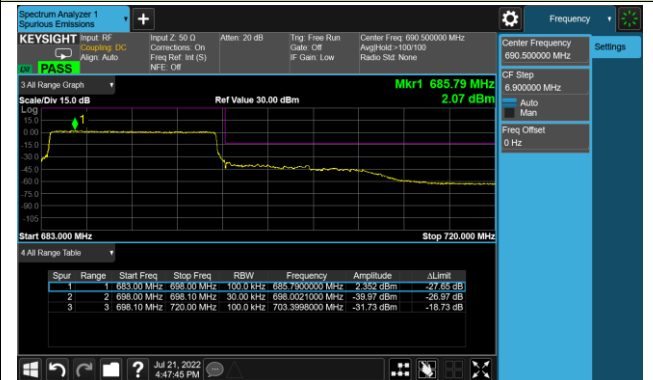 Spectrum Analyzer 1
Spurious Emissions
Frequency
KEYSIGHT
Input: RF
Coupling: DC
Align: Auto
Input Z: 50 Ω
Corrections: On
Freq Ref: Int (S)
NFE: Off
Atten: 20 dB
Trig: Free Run
Gate: Off
IF Gain: Low
Center Freq: 690.500000 MHz
Avg|Hold:>100/100
Radio Std: None
PASS
Center Frequency
690.500000 MHz
Settings
CF Step
6.900000 MHz
Auto
Man
Freq Offset
0 Hz
3 All Range Graph
Mkr1 685.79 MHz
Scale/Div 15.0 dB
Ref Value 30.00 dBm
2.07 dBm
Log
15.0
0.00
1
-15.0
-30.0
-45.0
-60.0
-75.0
-90.0
-105
Start 683.000 MHz
Stop 720.000 MHz
4 All Range Table
Spur Range Start Freq Stop Freq RBW Frequency Amplitude ΔLimit
1 1 683.00 MHz 698.00 MHz 100.0 kHz 685.7900000 MHz 2.352 dBm -27.65 dB
2 2 698.00 MHz 698.10 MHz 30.00 kHz 698.0021000 MHz -39.97 dBm -26.97 dB
3 3 698.10 MHz 720.00 MHz 100.0 kHz 703.3998000 MHz -31.73 dBm -18.73 dB
?
Jul 21, 2022
4:47:45 PM